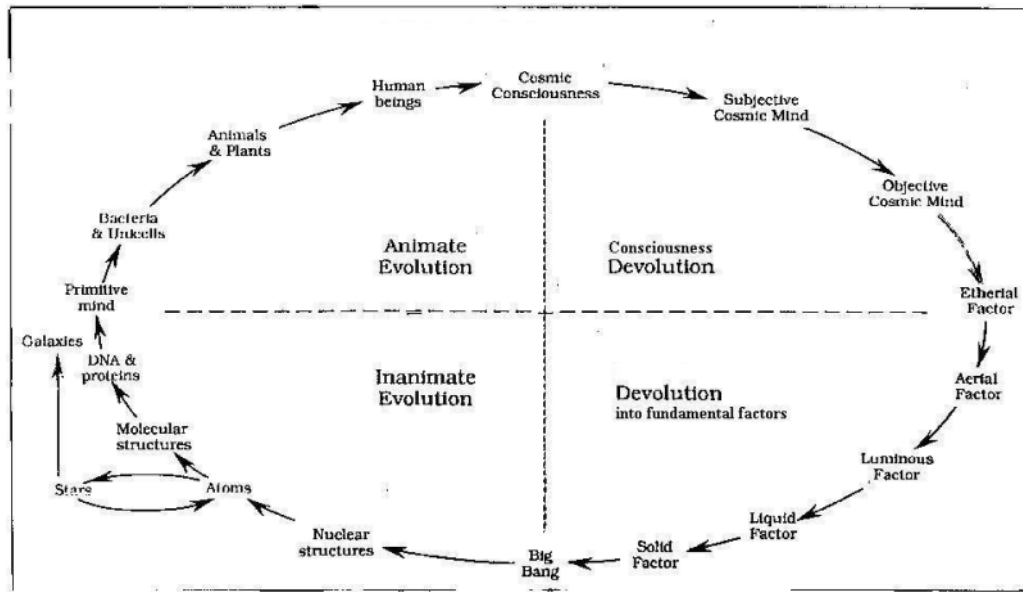 Cosmic
Consciousness
Subjective
Cosmic Mind
Objective
Cosmic Mind
Etherial
Factor
Aerial
Factor
Luminous
Factor
Liquid
Factor
Solid
Factor
Big
Bang
Nuclear
structures
Atoms
Stars
Galaxies
Molecular
structures
DNA &
proteins
Primitive
mind
Bacteria
& Unicells
Animals
& Plants
Human
beings
Animate
Evolution
Consciousness
Devolution
Inanimate
Evolution
Devolution
into fundamental factors